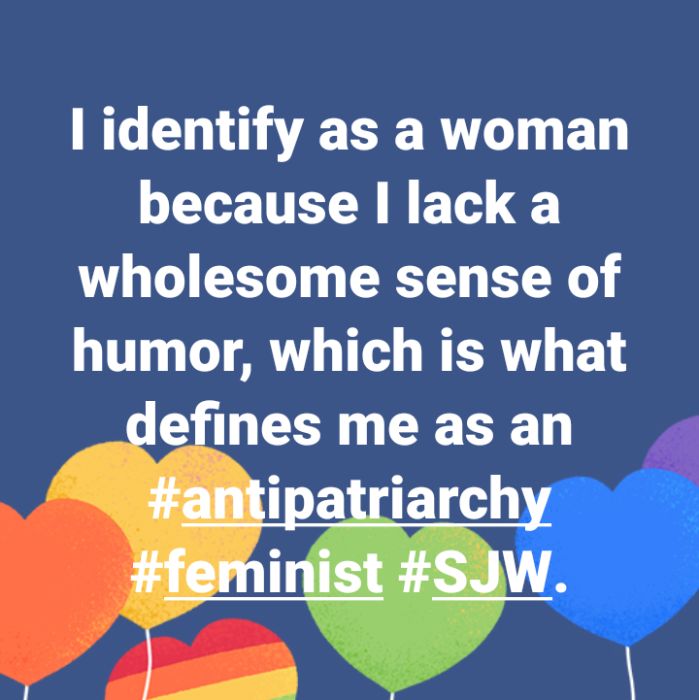 I identify as a woman
because I lack a
wholesome sense of
humor, which is what
defines me as an
#antipatriarchy
#feminist #SJW.